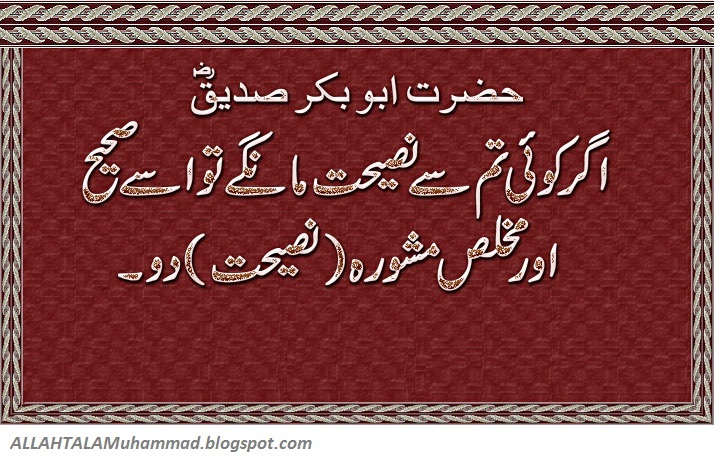 حضرت ابو بکر صدیقؓ
اگر کوئی تم سے نصیحت مانگے تو اسے صحیح
اور مخلص مشورہ (نصیحت) دو۔
ALLAHTALAMuhammad.blogspot.com